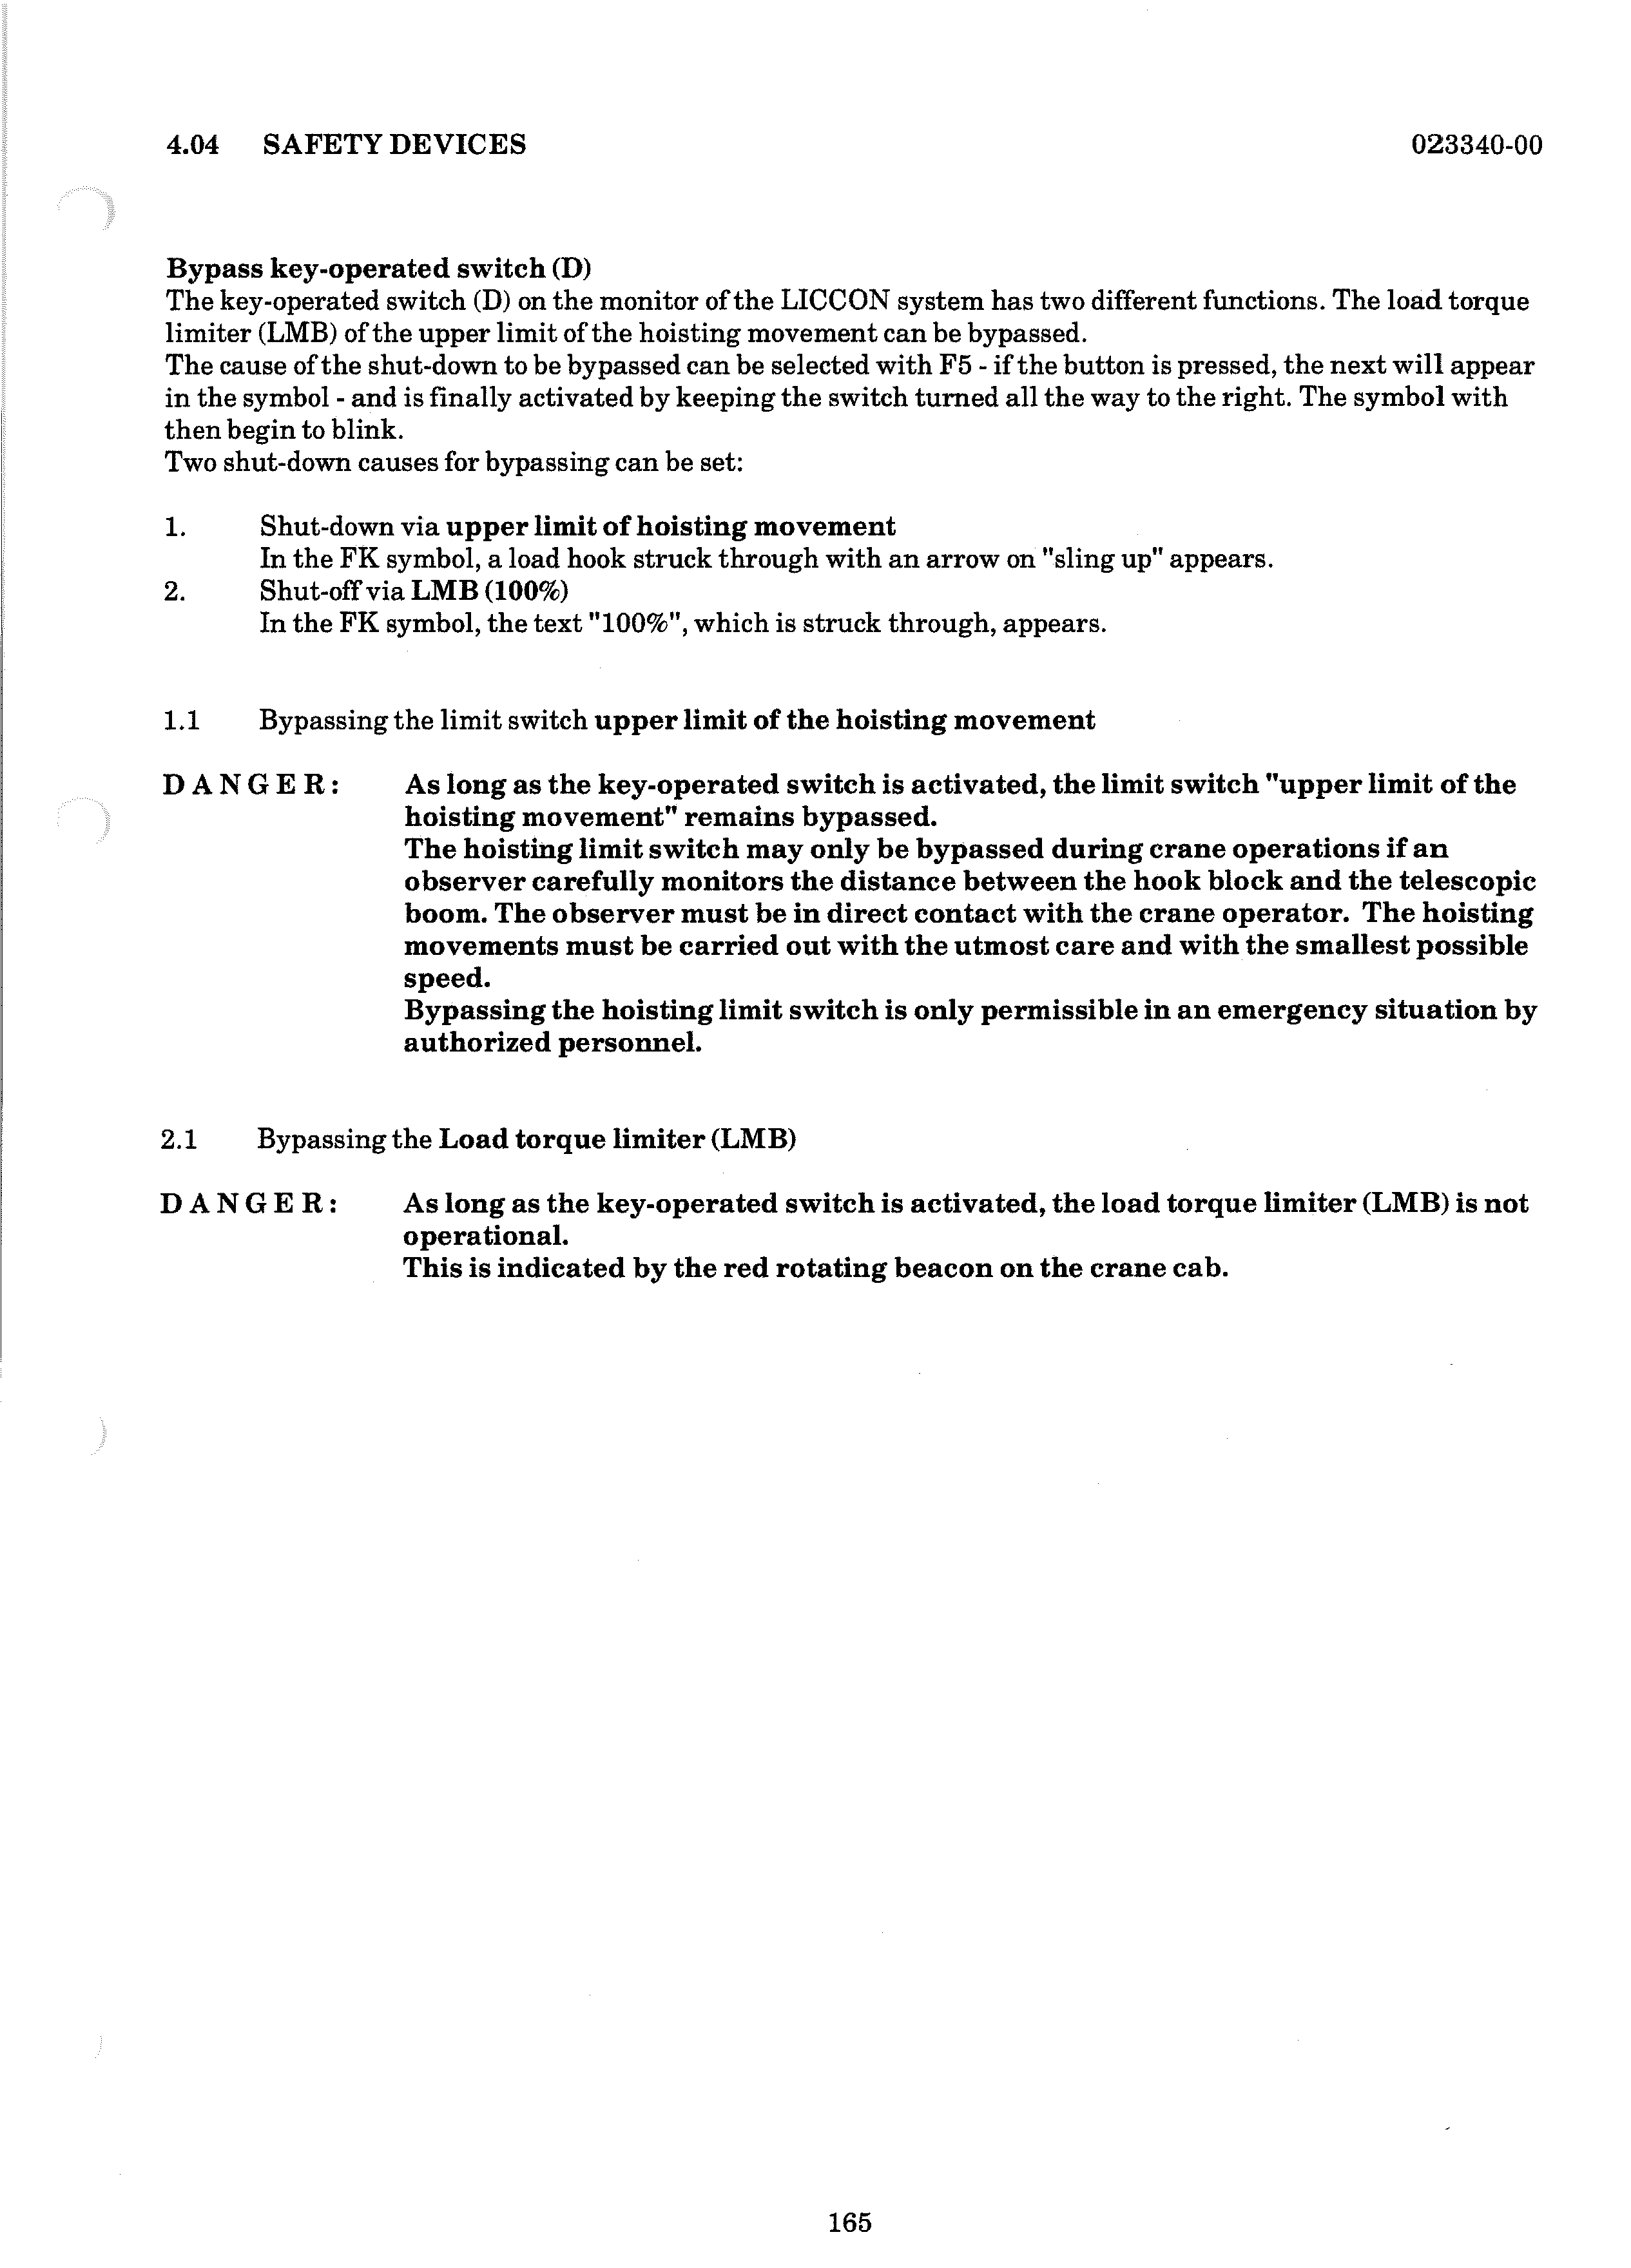 4.04 SAFETY DEVICES 023340-00
Bypass key-operated switch (D)
The key-operated switch (D) on the monitor of the LICCON system has two different functions. The load torque
limiter (LMB) of the upper limit of the hoisting movement can be bypassed.
The cause of the shut-down to be bypassed can be selected with F5 - if the button is pressed, the next will appear
in the symbol - and is finally activated by keeping the switch turned all the way to the right. The symbol with
then begin to blink.
Two shut-down causes for bypassing can be set:
1. Shut-down via upper limit of hoisting movement
In the FK symbol, a load hook struck through with an arrow on "sling up" appears.
2. Shut-off via LMB (100%)
In the FK symbol, the text "100%", which is struck through, appears.
1.1 Bypassing the limit switch upper limit of the hoisting movement
DANGER: As long as the key-operated switch is activated, the limit switch "upper limit of the
hoisting movement" remains bypassed.
The hoisting limit switch may only be bypassed during crane operations if an
observer carefully monitors the distance between the hook block and the telescopic
boom. The observer must be in direct contact with the crane operator. The hoisting
movements must be carried out with the utmost care and with the smallest possible
speed.
Bypassing the hoisting limit switch is only permissible in an emergency situation by
authorized personnel.
2.1 Bypassing the Load torque limiter (LMB)
DANGER: As long as the key-operated switch is activated, the load torque limiter (LMB) is not
operational.
This is indicated by the red rotating beacon on the crane cab.
165